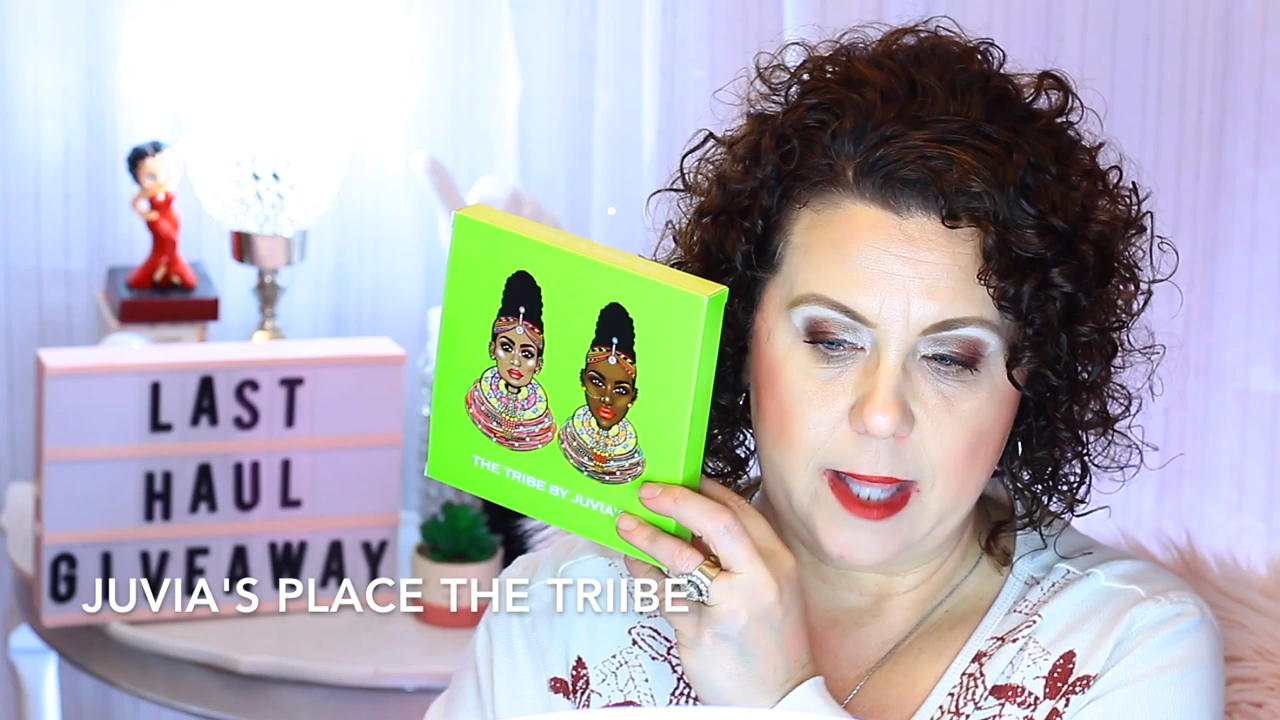 LAST
HAUL
GIVEAWAY
THE TRIBE BY JUVIA'S
JUVIA'S PLACE THE TRIIBE